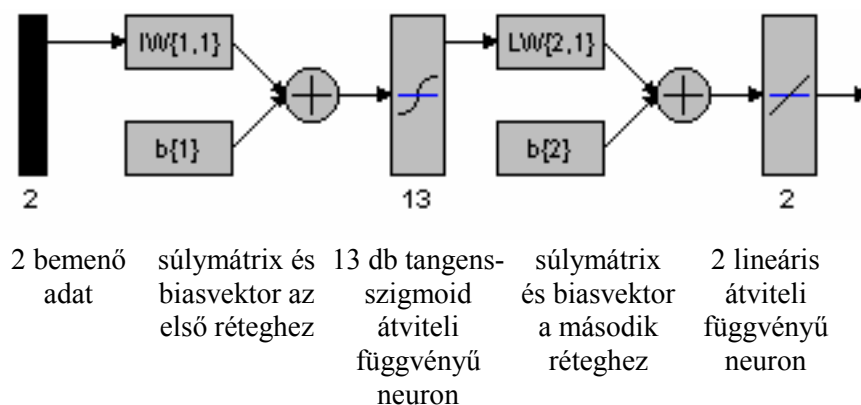 IW{1,1}
LW{2,1}
b{1}
b{2}
2
13
2
2 bemenő
adat
súlymátrix és
biasvektor az
első réteghez
13 db tangens-
szigmoid
átviteli
függvényű
neuron
súlymátrix
és biasvektor
a második
réteghez
2 lineáris
átviteli
függvényű
neuron